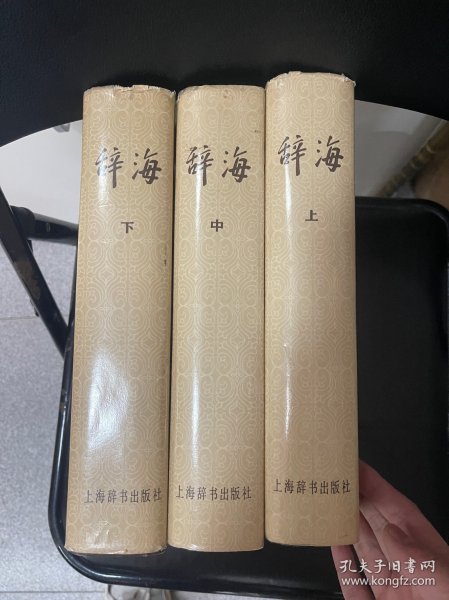 辞海
下
上海辞书出版社
辞海
中
上海辞书出版社
辞海
上
上海辞书出版社
孔夫子旧书网
www.kongfz.com